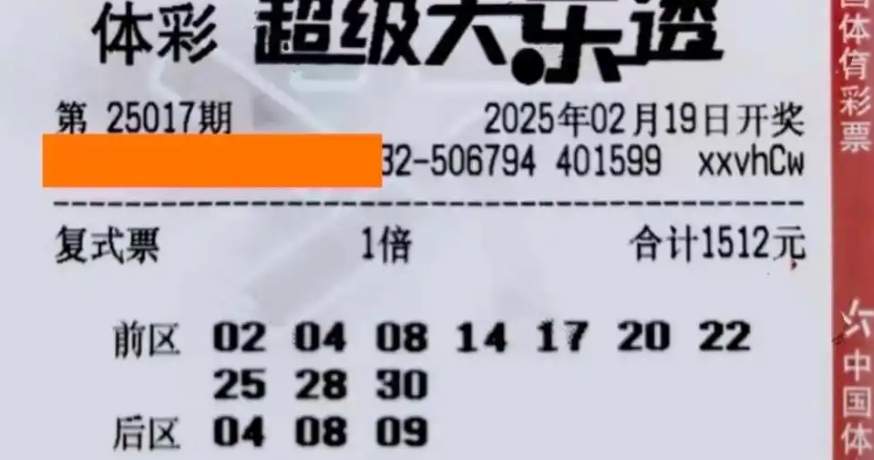 体彩 超级大乐透
第 25017期 2025年02月19日开奖
32-506794 401599 xxvhCw
复式票 1倍 合计1512元
前区 02 04 08 14 17 20 22
25 28 30
后区 04 08 09
国体育彩票
中国体